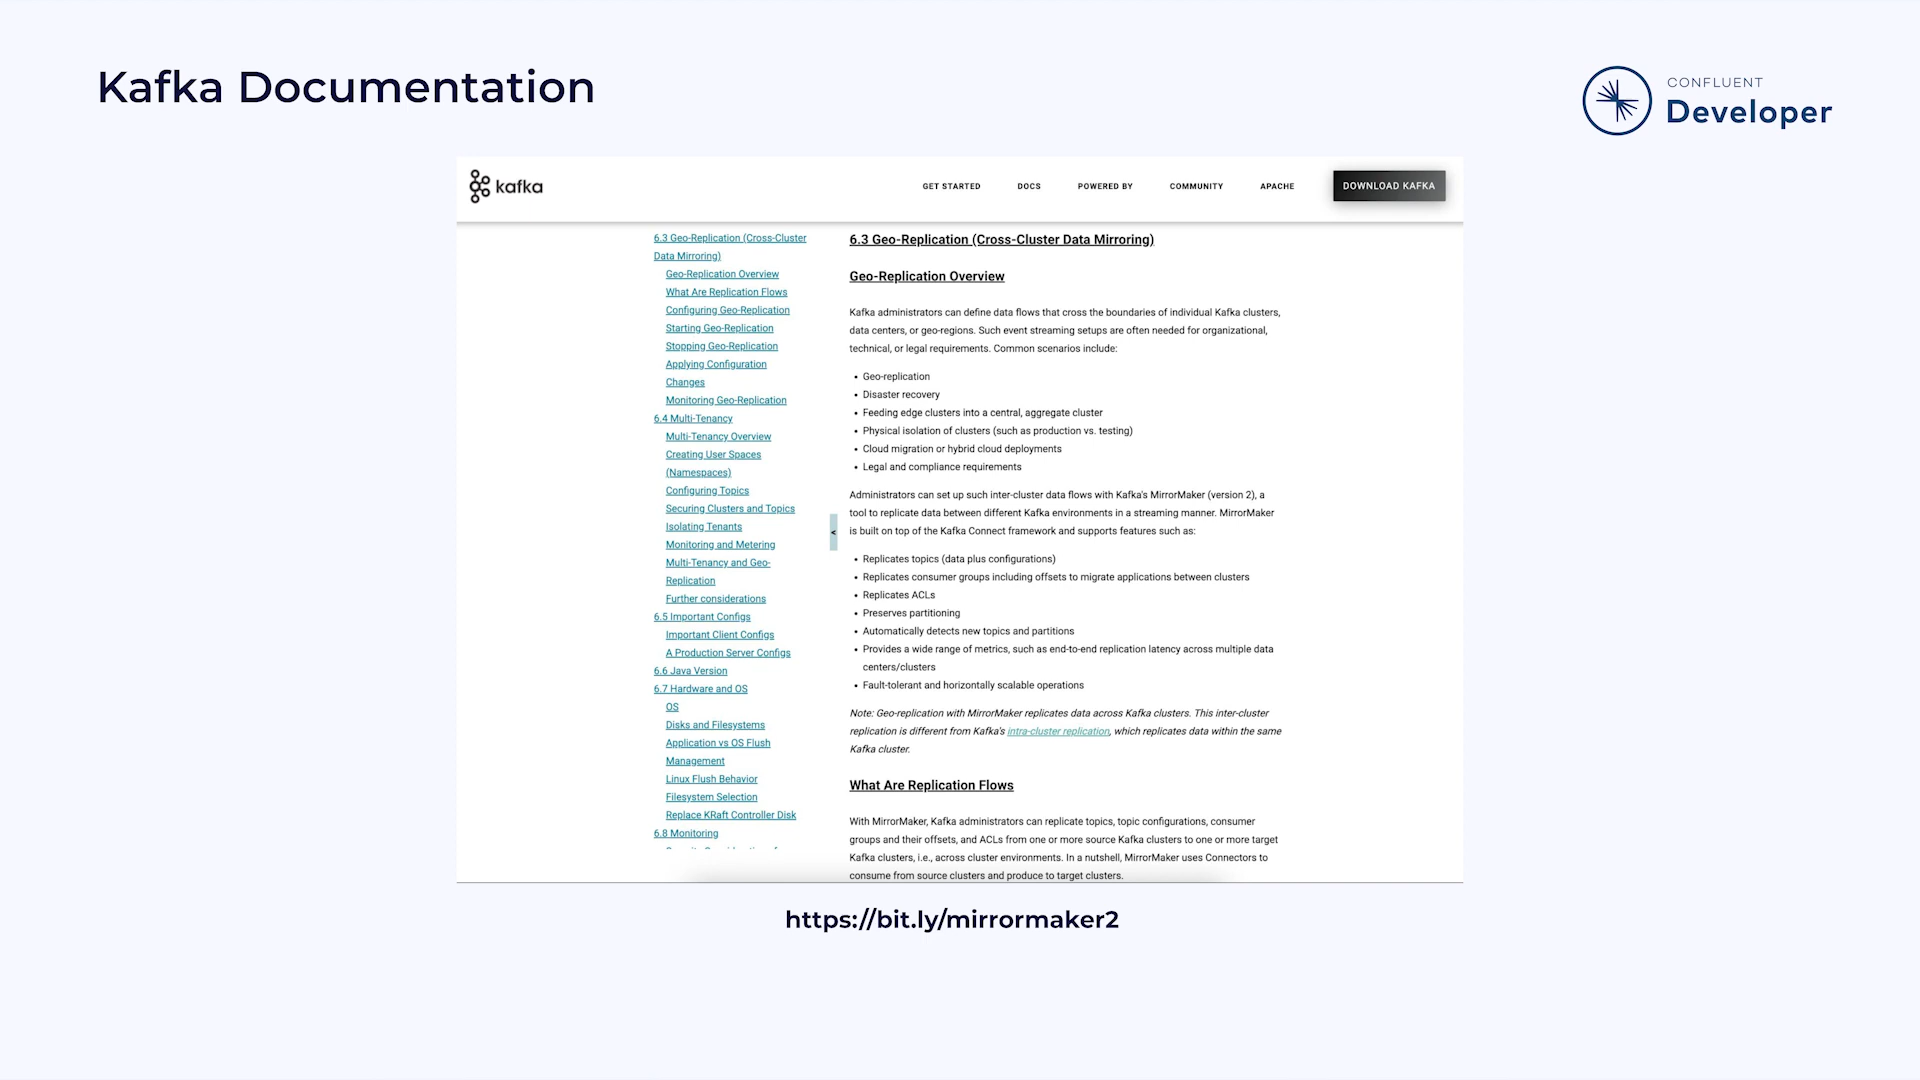 Kafka Documentation
CONFLUENT
Developer
kafka
GET STARTED
DOCS
POWERED BY
COMMUNITY
APACHE
DOWNLOAD KAFKA
6.3 Geo-Replication (Cross-Cluster
Data Mirroring)
Geo-Replication Overview
What Are Replication Flows
Configuring Geo-Replication
Starting Geo-Replication
Stopping Geo-Replication
Applying Configuration
Changes
Monitoring Geo-Replication
6.4 Multi-Tenancy
Multi-Tenancy Overview
Creating User Spaces
(Namespaces)
Configuring Topics
Securing Clusters and Topics
Isolating Tenants
Monitoring and Metering
Multi-Tenancy and Geo-
Replication
Further considerations
6.5 Important Configs
Important Client Configs
A Production Server Configs
6.6 Java Version
6.7 Hardware and OS
OS
Disks and Filesystems
Application vs OS Flush
Management
Linux Flush Behavior
Filesystem Selection
Replace KRaft Controller Disk
6.8 Monitoring
<
6.3 Geo-Replication (Cross-Cluster Data Mirroring)
Geo-Replication Overview
Kafka administrators can define data flows that cross the boundaries of individual Kafka clusters,
data centers, or geo-regions. Such event streaming setups are often needed for organizational,
technical, or legal requirements. Common scenarios include:
• Geo-replication
• Disaster recovery
• Feeding edge clusters into a central, aggregate cluster
• Physical isolation of clusters (such as production vs. testing)
• Cloud migration or hybrid cloud deployments
• Legal and compliance requirements
Administrators can set up such inter-cluster data flows with Kafka's MirrorMaker (version 2), a
tool to replicate data between different Kafka environments in a streaming manner. MirrorMaker
is built on top of the Kafka Connect framework and supports features such as:
• Replicates topics (data plus configurations)
• Replicates consumer groups including offsets to migrate applications between clusters
• Replicates ACLs
• Preserves partitioning
• Automatically detects new topics and partitions
• Provides a wide range of metrics, such as end-to-end replication latency across multiple data
centers/clusters
• Fault-tolerant and horizontally scalable operations
Note: Geo-replication with MirrorMaker replicates data across Kafka clusters. This inter-cluster
replication is different from Kafka's intra-cluster replication, which replicates data within the same
Kafka cluster.
What Are Replication Flows
With MirrorMaker, Kafka administrators can replicate topics, topic configurations, consumer
groups and their offsets, and ACLs from one or more source Kafka clusters to one or more target
Kafka clusters, i.e., across cluster environments. In a nutshell, MirrorMaker uses Connectors to
consume from source clusters and produce to target clusters.
https://bit.ly/mirrormaker2